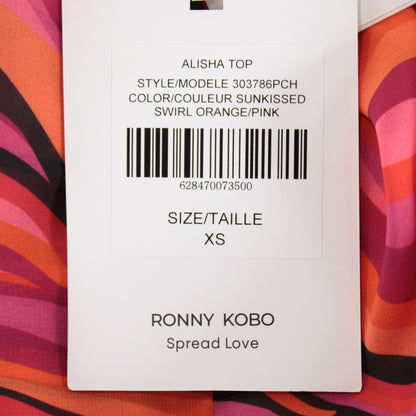 ALISHA TOP
STYLE/MODELE 303786PCH
COLOR/COULEUR SUNKISSED
SWIRL ORANGE/PINK
628470073500
SIZE/TAILLE
XS
RONNY KOBO
Spread Love